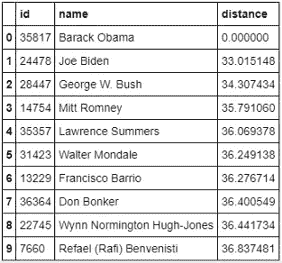 id name distance
0 35817 Barack Obama 0.000000
1 24478 Joe Biden 33.015148
2 28447 George W. Bush 34.307434
3 14754 Mitt Romney 35.791060
4 35357 Lawrence Summers 36.069378
5 31423 Walter Mondale 36.249138
6 13229 Francisco Barrio 36.276714
7 36364 Don Bonker 36.400549
8 22745 Wynn Normington Hugh-Jones 36.441734
9 7660 Refael (Rafi) Benvenisti 36.837481